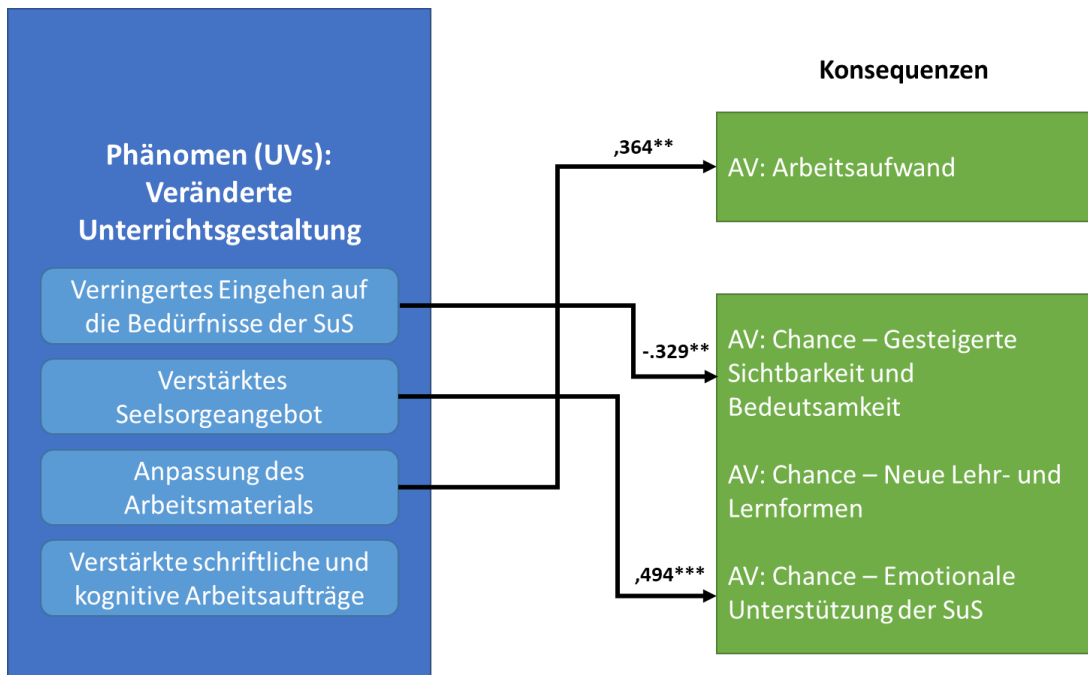 Phänomen (UVs):
Veränderte
Unterrichtsgestaltung
Verringertes Eingehen auf
die Bedürfnisse der SuS
Verstärktes
Seelsorgeangebot
Anpassung des
Arbeitsmaterials
Verstärkte schriftliche und
kognitive Arbeitsaufträge
,364**
-.329**
,494***
Konsequenzen
AV: Arbeitsaufwand
AV: Chance – Gesteigerte
Sichtbarkeit und
Bedeutsamkeit
AV: Chance – Neue Lehr- und
Lernformen
AV: Chance – Emotionale
Unterstützung der SuS